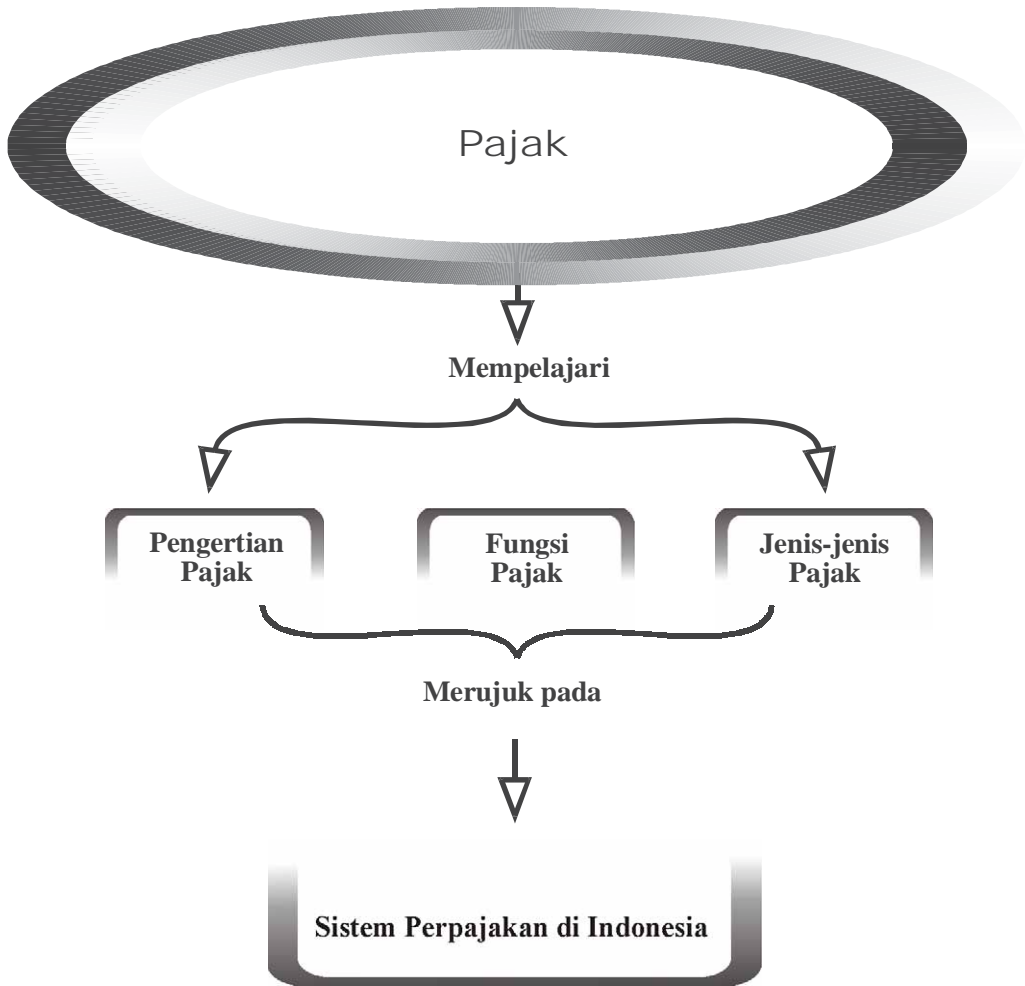 Pajak
Mempelajari
Pengertian
Pajak
Fungsi
Pajak
Jenis-jenis
Pajak
Merujuk pada
Sistem Perpajakan di Indonesia